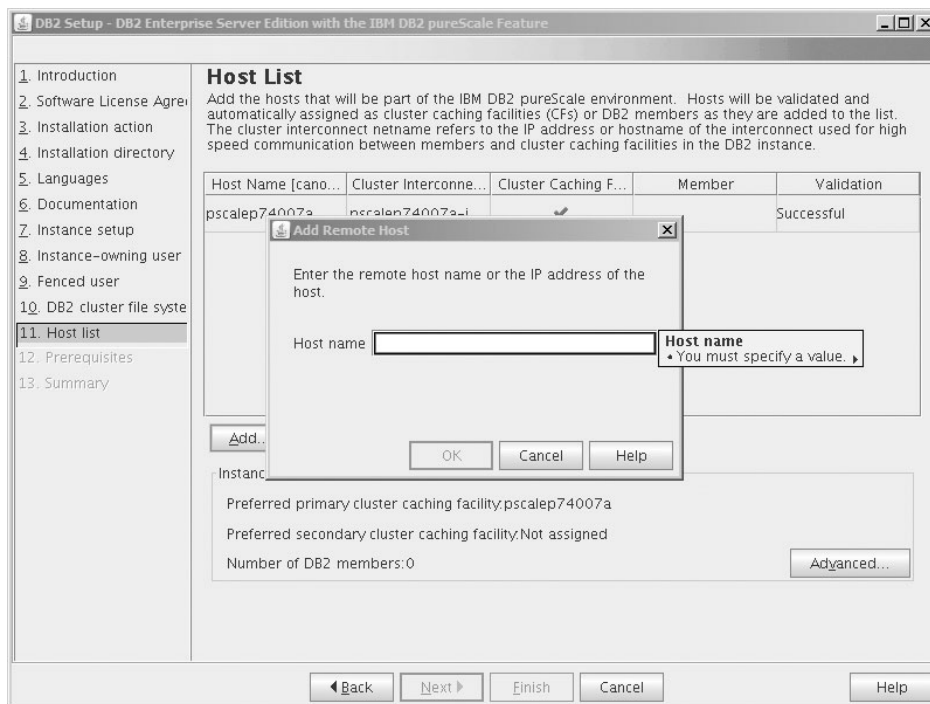 DB2 Setup - DB2 Enterprise Server Edition with the IBM DB2 pureScale Feature
1. Introduction
2. Software License Agre
3. Installation action
4. Installation directory
5. Languages
6. Documentation
7. Instance setup
8. Instance-owning user
9. Fenced user
10. DB2 cluster file syste
11. Host list
12. Prerequisites
13. Summary
Host List
Add the hosts that will be part of the IBM DB2 pureScale environment. Hosts will be validated and
automatically assigned as cluster caching facilities (CFs) or DB2 members as they are added to the list.
The cluster interconnect netname refers to the IP address or hostname of the interconnect used for high
speed communication between members and cluster caching facilities in the DB2 instance.
Host Name [cano... Cluster Interconne... Cluster Caching F... Member Validation
pscalep74007a pscalep74007a-i Successful
Add Remote Host
Enter the remote host name or the IP address of the
host.
Host name
Host name
• You must specify a value.
OK Cancel Help
Add..
Instanc
Preferred primary cluster caching facility:pscalep74007a
Preferred secondary cluster caching facility:Not assigned
Number of DB2 members:0
Advanced...
Back Next Finish Cancel Help